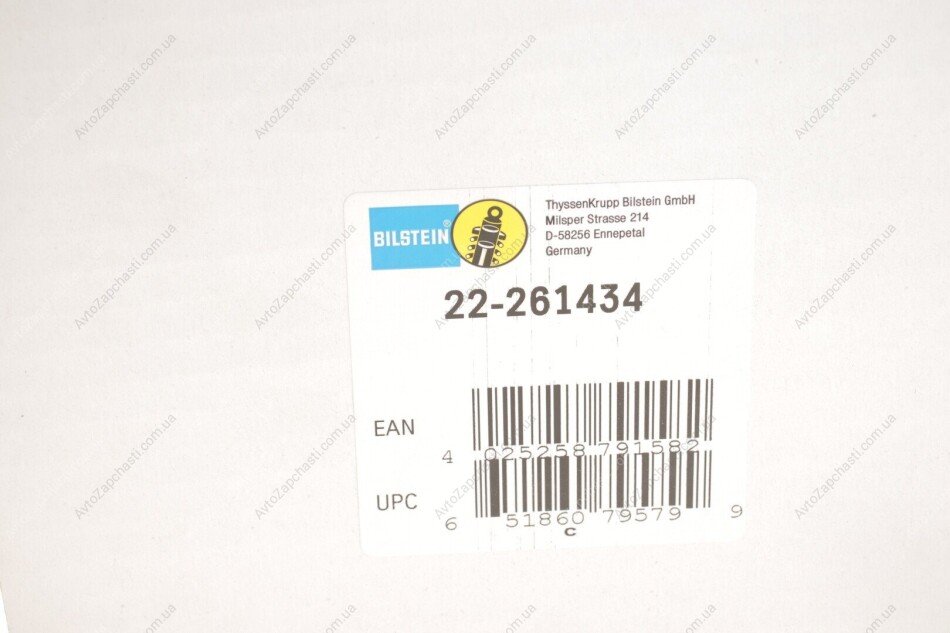 BILSTEIN®
ThyssenKrupp Bilstein GmbH
Milsper Strasse 214
D-58256 Ennepetal
Germany
22-261434
EAN
4 025258 791582
UPC
6 51860 79579 9
C
AvtoZapchasti.com.ua